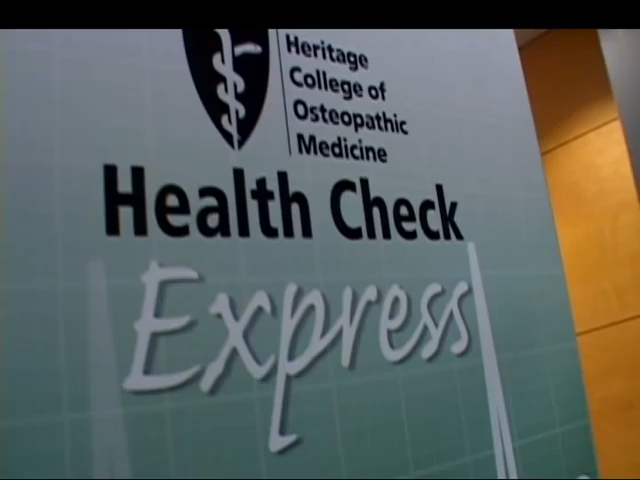 Heritage
College of
Osteopathic
Medicine
Health Check
Express